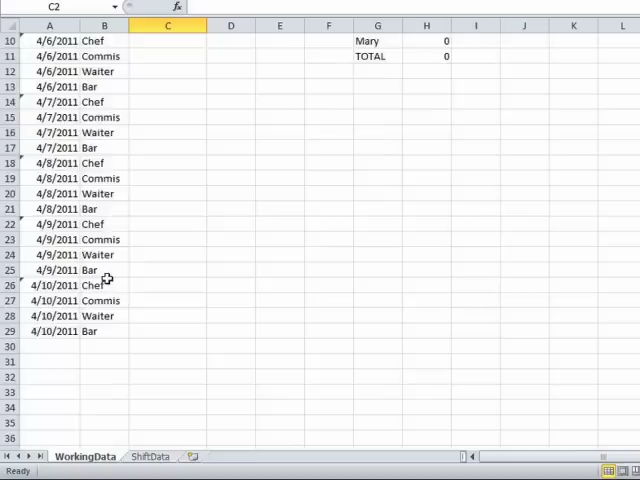 C2 fx
A B C D E F G H I J K L
10 4/6/2011 Chef Mary 0
11 4/6/2011 Commis TOTAL 0
12 4/6/2011 Waiter
13 4/6/2011 Bar
14 4/7/2011 Chef
15 4/7/2011 Commis
16 4/7/2011 Waiter
17 4/7/2011 Bar
18 4/8/2011 Chef
19 4/8/2011 Commis
20 4/8/2011 Waiter
21 4/8/2011 Bar
22 4/9/2011 Chef
23 4/9/2011 Commis
24 4/9/2011 Waiter
25 4/9/2011 Bar
26 4/10/2011 Chef
27 4/10/2011 Commis
28 4/10/2011 Waiter
29 4/10/2011 Bar
30
31
32
33
34
35
36
WorkingData ShiftData
Ready